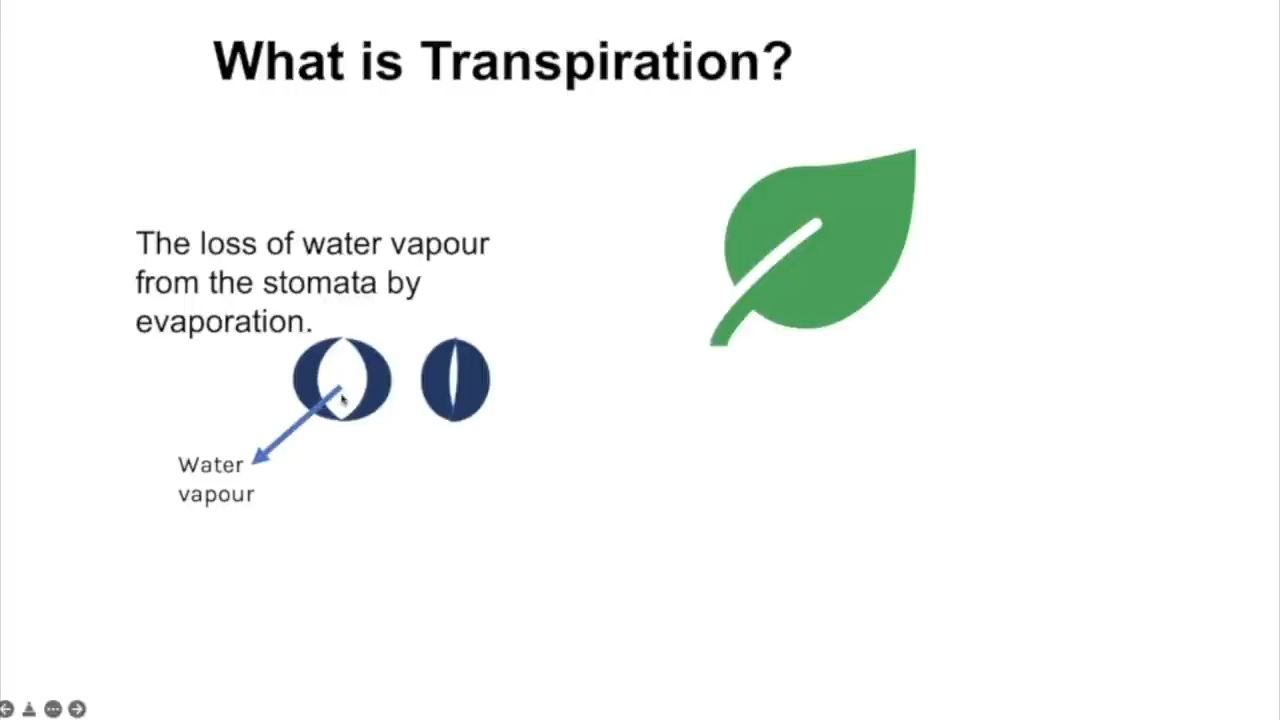 What is Transpiration?
The loss of water vapour
from the stomata by
evaporation.
Water
vapour